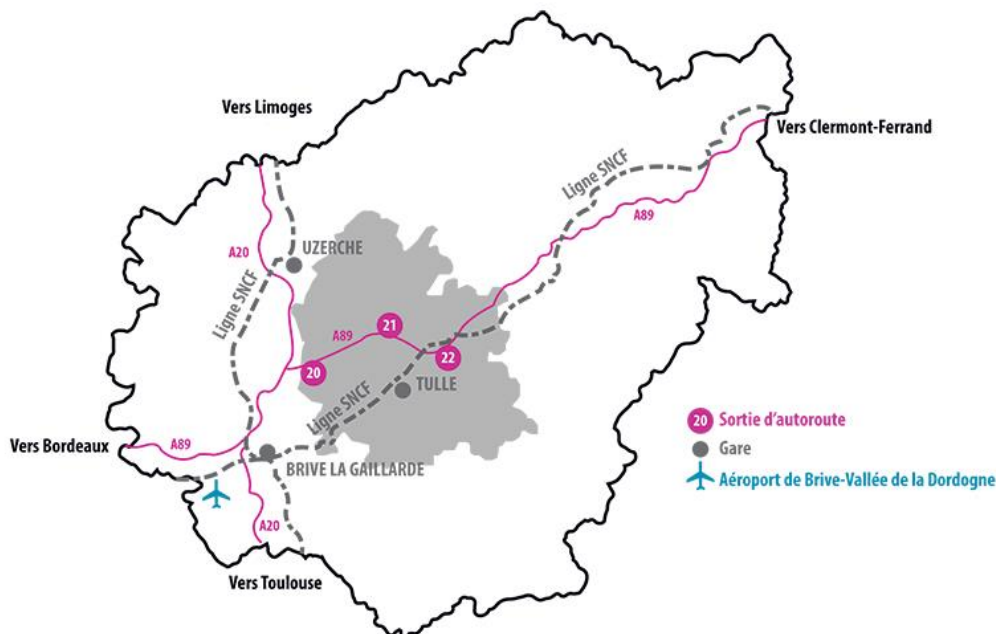 Vers Limoges
Vers Clermont-Ferrand
Ligne SNCF
A89
UZERCHE
A20
Ligne SNCF
21
A89
22
20
TULLE
Ligne SNCF
20 Sortie d'autoroute
Vers Bordeaux
A89
Gare
BRIVE LA GAILLARDE
Aéroport de Brive-Vallée de la Dordogne
A20
Vers Toulouse